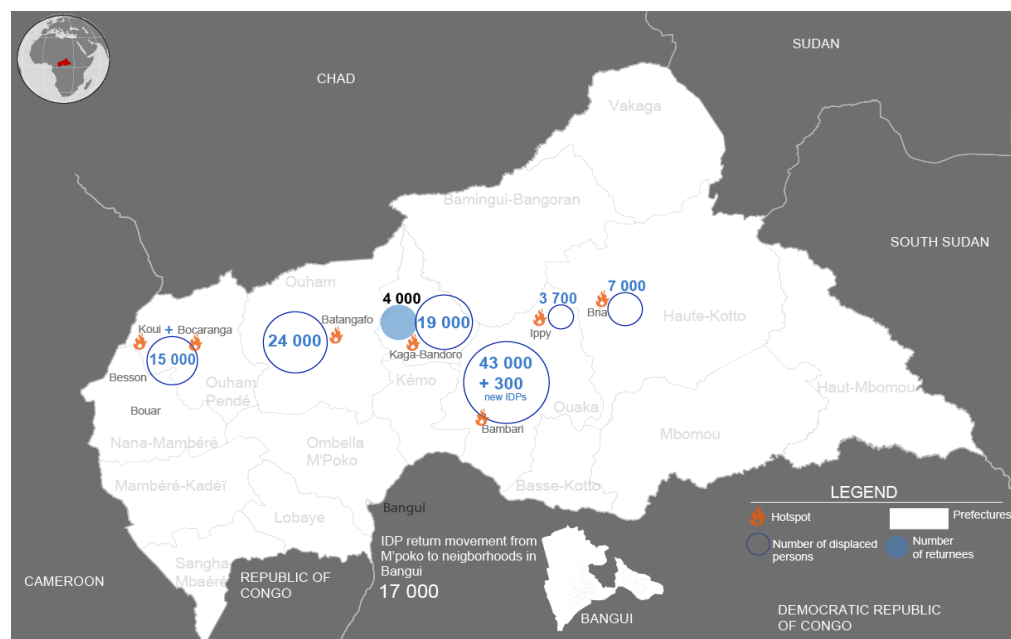 SUDAN
CHAD
Vakaga
Bamingui-Bangoran
SOUTH SUDAN
Ouham
4 000
3 700
7 000
Batangafo
19 000
Bria
Haute-Kotto
Koui + Bocaranga
24 000
Ippy
15 000
Kaga-Bandoro
43 000
+ 300
new IDPs
Besson
Ouham
Pendé
Kémo
Haut-Mbomou
Bouar
Ouaka
Bambari
Nana-Mambéré
Ombella
M'Poko
Mbomou
Mambéré-Kadéï
Basse-Kotto
Lobaye
Bangui
LEGEND
Hotspot
Prefectures
IDP return movement from
M'poko to neigborhoods in
Bangui
17 000
Number of displaced
persons
Number
of returnees
Sangha
Mbaéré
CAMEROON
REPUBLIC OF
CONGO
BANGUI
DEMOCRATIC REPUBLIC
OF CONGO